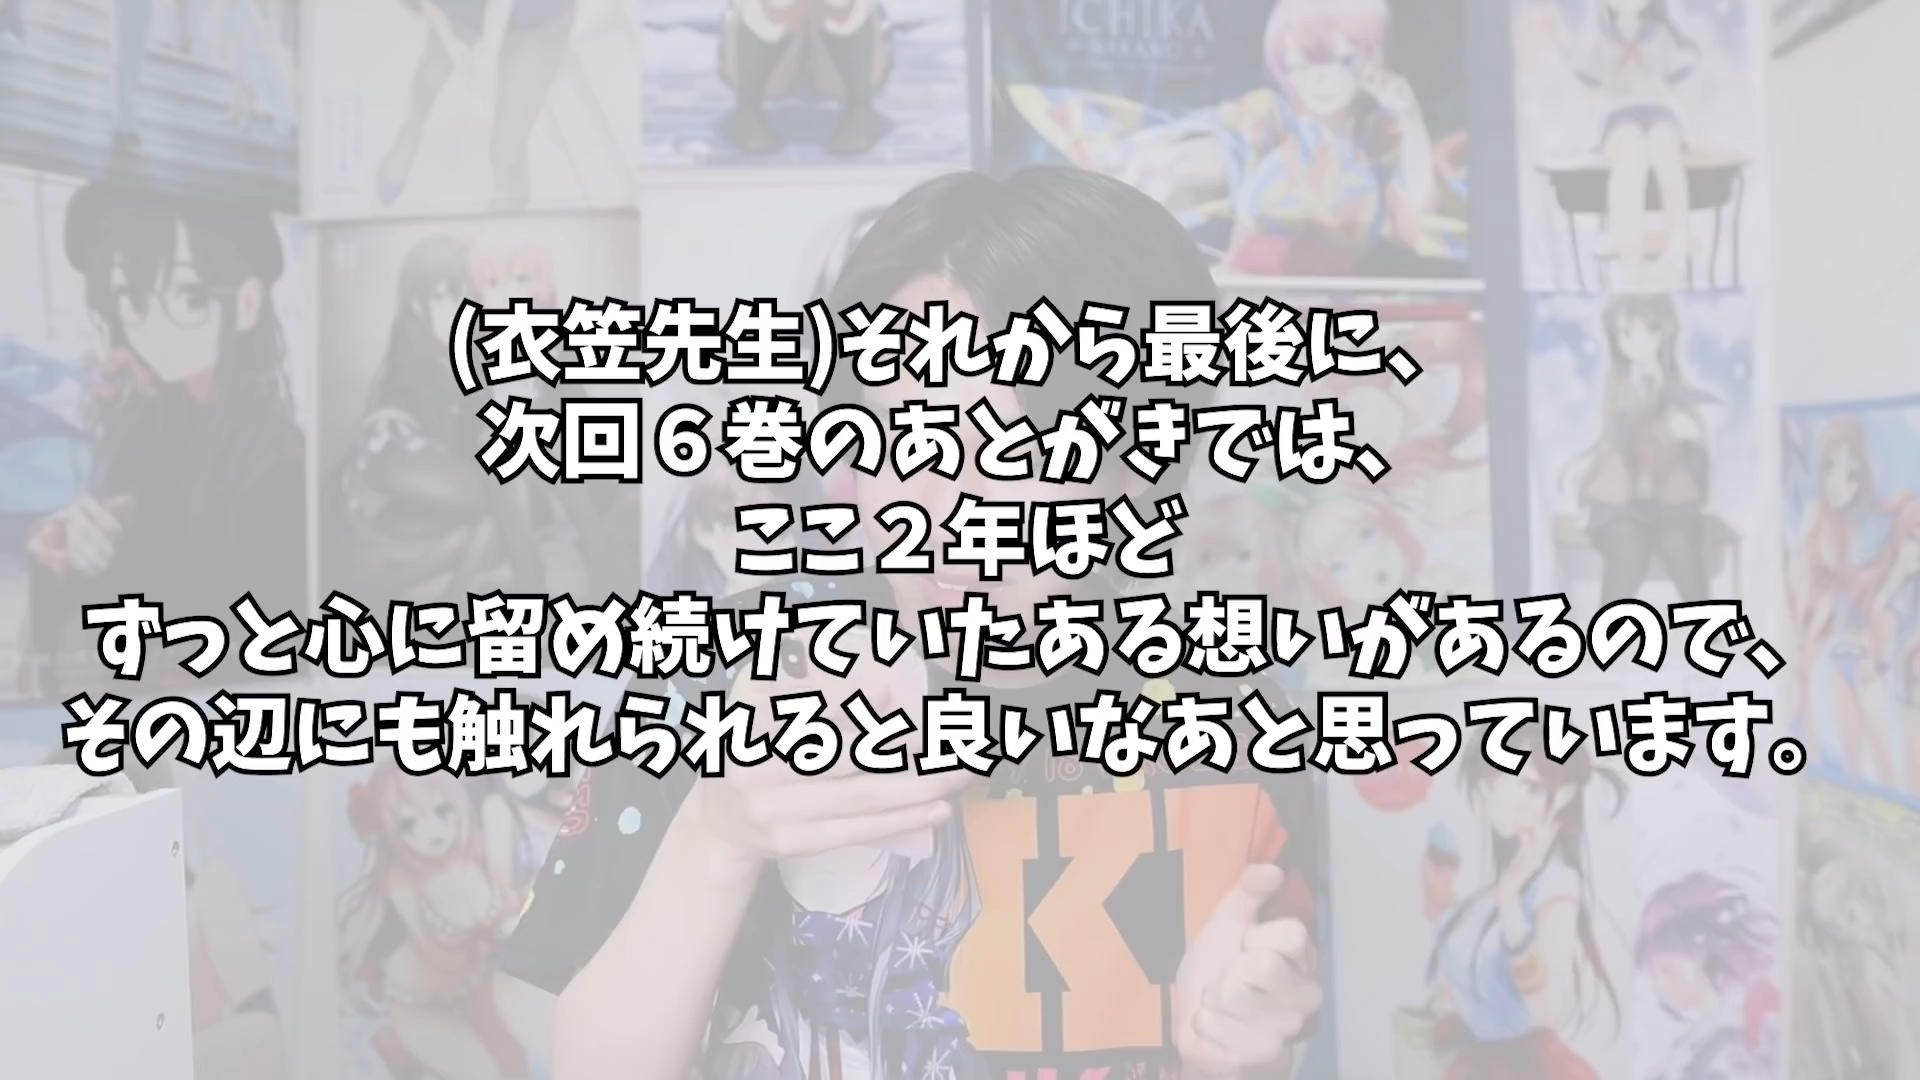 ICHIKA
(衣笠先生)それから最後に、
次回６巻のあとがきでは、
ここ２年ほど
ずっと心に留め続けていたある想いがあるので、
その辺にも触れられると良いなあと思っています。